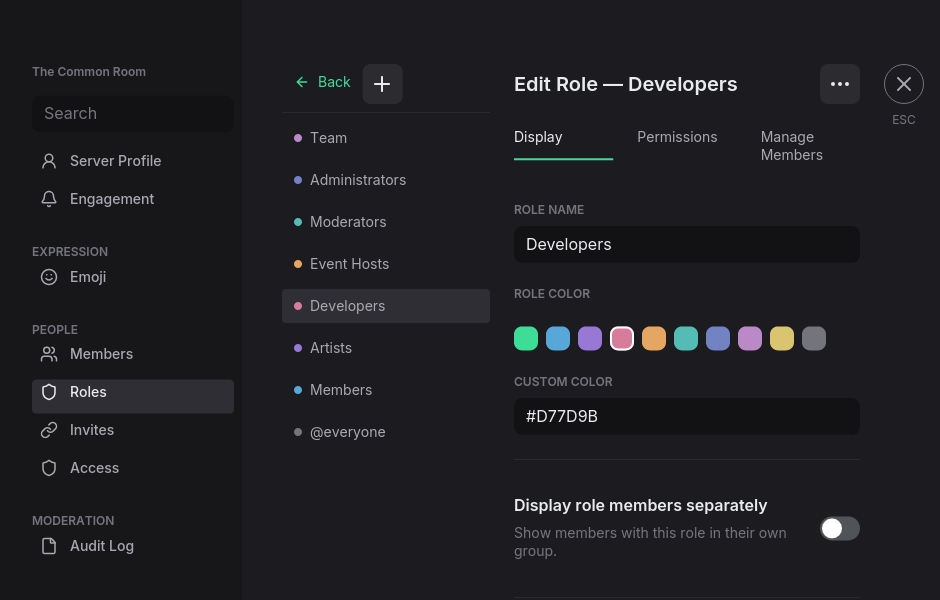 The Common Room
Search
Server Profile
Engagement
EXPRESSION
Emoji
PEOPLE
Members
Roles
Invites
Access
MODERATION
Audit Log
Back
Team
Administrators
Moderators
Event Hosts
Developers
Artists
Members
@everyone
Edit Role — Developers
ESC
Display
Permissions
Manage
Members
ROLE NAME
Developers
ROLE COLOR
CUSTOM COLOR
#D77D9B
Display role members separately
Show members with this role in their own
group.